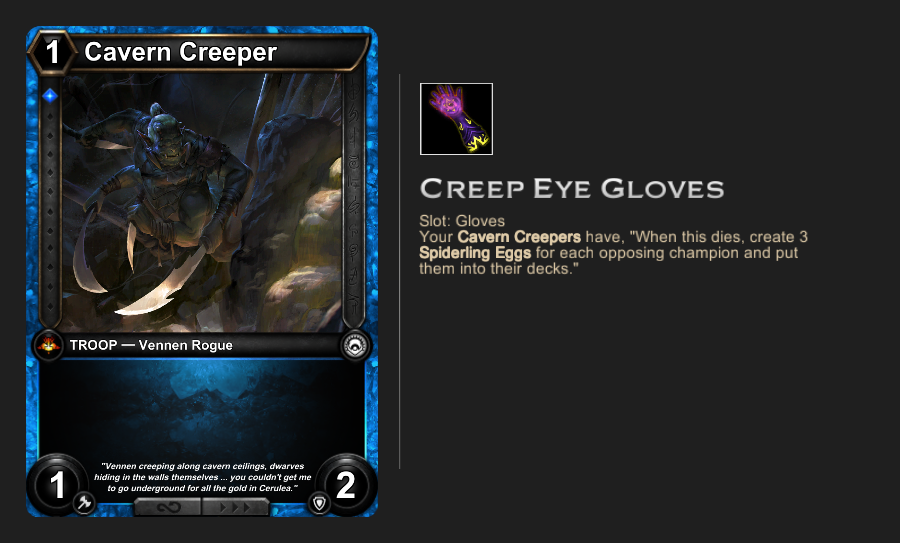 1 Cavern Creeper
TROOP — Vennen Rogue
"Vennen creeping along cavern ceilings, dwarves
hiding in the walls themselves ... you couldn't get me
to go underground for all the gold in Cerulea."
1
2
CREEP EYE GLOVES
Slot: Gloves
Your Cavern Creepers have, "When this dies, create 3
Spiderling Eggs for each opposing champion and put
them into their decks."